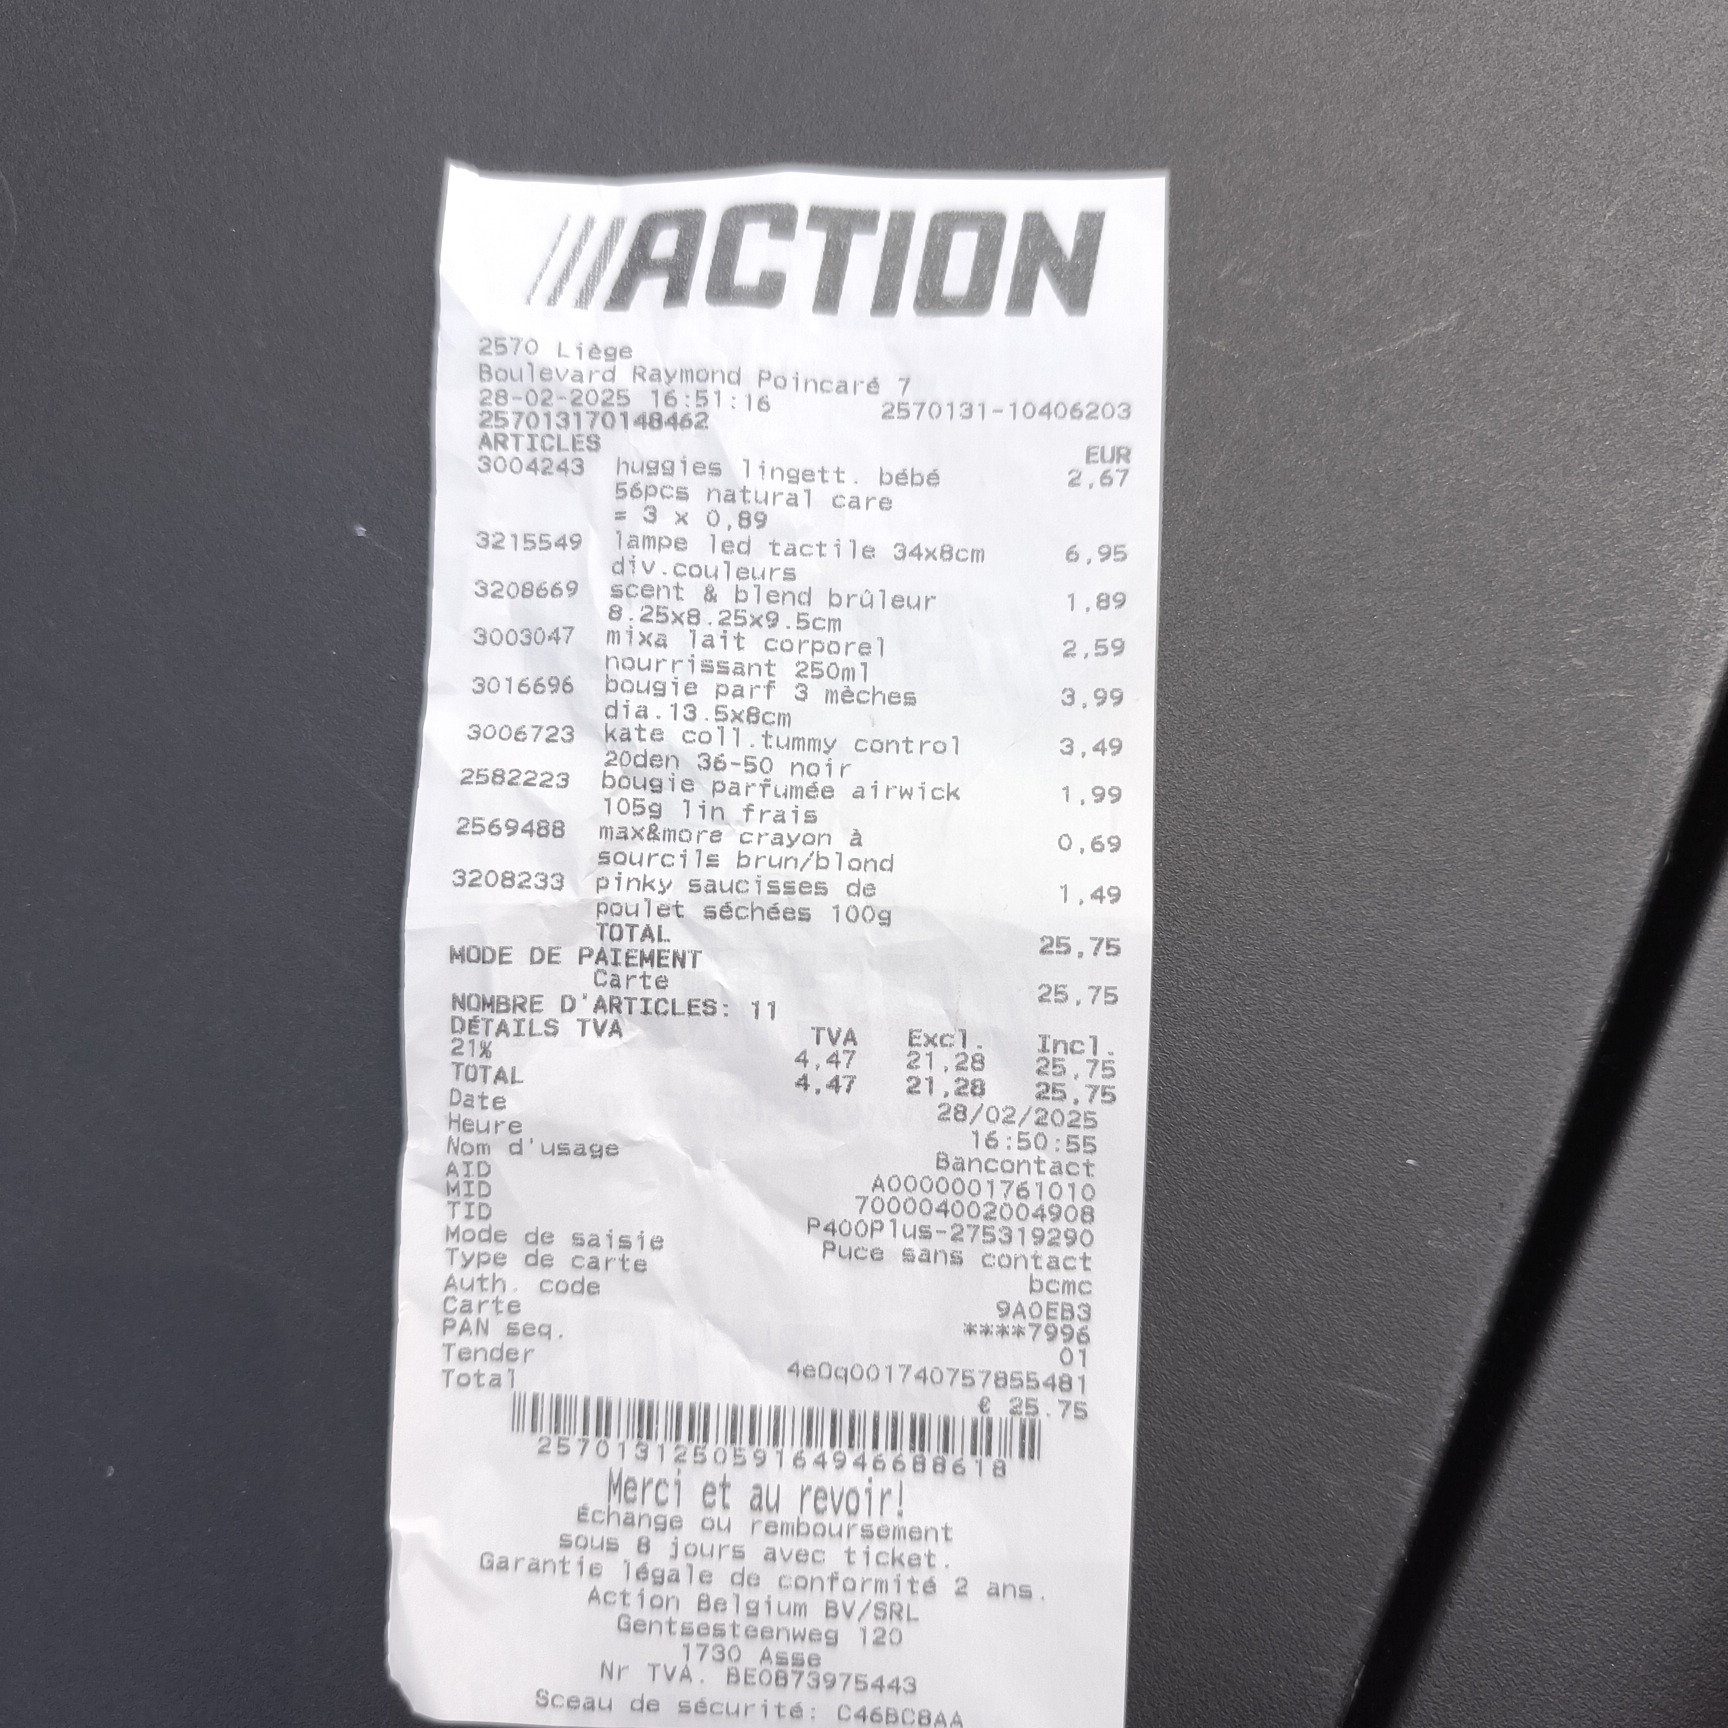 ///ACTION
2570 Liège
Boulevard Raymond Poincaré 7
28-02-2025 16:51:16 2570131-10406203
257013170148462
ARTICLES EUR
3004243 huggies lingett. bébé 2,67
56pcs natural care
= 3 x 0,89
3215549 lampe led tactile 34x8cm 6,95
div.couleurs
3208669 scent & blend brûleur 1,89
8.25x8.25x9.5cm
3003047 mixa lait corporel 2,59
nourrissant 250ml
3016696 bougie parf 3 mèches 3,99
dia.13.5x8cm
3006723 kate coll.tummy control 3,49
20den 36-50 noir
2582223 bougie parfumée airwick 1,99
105g lin frais
2569488 max&more crayon à 0,69
sourcils brun/blond
3208233 pinky saucisses de 1,49
poulet séchées 100g
TOTAL 25,75
MODE DE PAIEMENT
Carte 25,75
NOMBRE D'ARTICLES: 11
DÉTAILS TVA TVA Excl. Incl.
21% 4,47 21,28 25,75
TOTAL 4,47 21,28 25,75
Date 28/02/2025
Heure 16:50:55
Nom d'usage Bancontact
AID A0000001761010
MID 700004002004908
TID P400Plus-275319290
Mode de saisie Puce sans contact
Type de carte bcmc
Auth. code 9A0EB3
Carte ****7996
PAN seq. 01
Tender 4e0q001740757855481
Total € 25.75
257013125059164946688618
Merci et au revoir!
Échange ou remboursement
sous 8 jours avec ticket.
Garantie légale de conformité 2 ans.
Action Belgium BV/SRL
Gentsesteenweg 120
1730 Asse
Nr TVA. BE0873975443
Sceau de sécurité: C46BC8AA